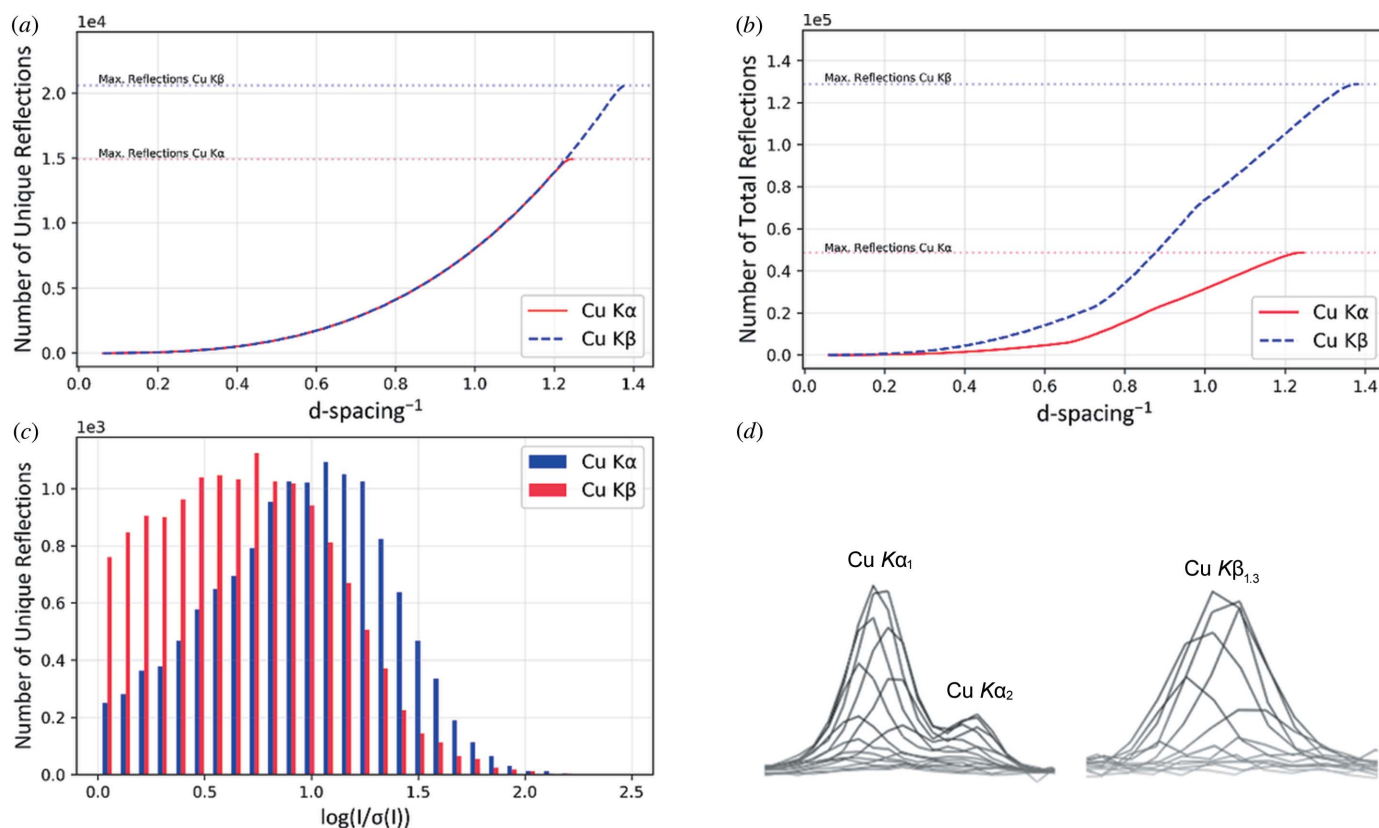 (a)
1e4
Number of Unique Reflections
2.0
1.5
1.0
0.5
0.0
Max. Reflections Cu Kβ
Max. Reflections Cu Kα
Cu Kα
Cu Kβ
0.0 0.2 0.4 0.6 0.8 1.0 1.2 1.4
d-spacing⁻¹
(b)
1e5
Number of Total Reflections
1.4
1.2
1.0
0.8
0.6
0.4
0.2
0.0
Max. Reflections Cu Kβ
Max. Reflections Cu Kα
Cu Kα
Cu Kβ
0.0 0.2 0.4 0.6 0.8 1.0 1.2 1.4
d-spacing⁻¹
(c)
1e3
Number of Unique Reflections
1.0
0.8
0.6
0.4
0.2
0.0
Cu Kα
Cu Kβ
0.0 0.5 1.0 1.5 2.0 2.5
log(I/σ(I))
(d)
Cu Kα₁
Cu Kα₂
Cu Kβ₁.₃